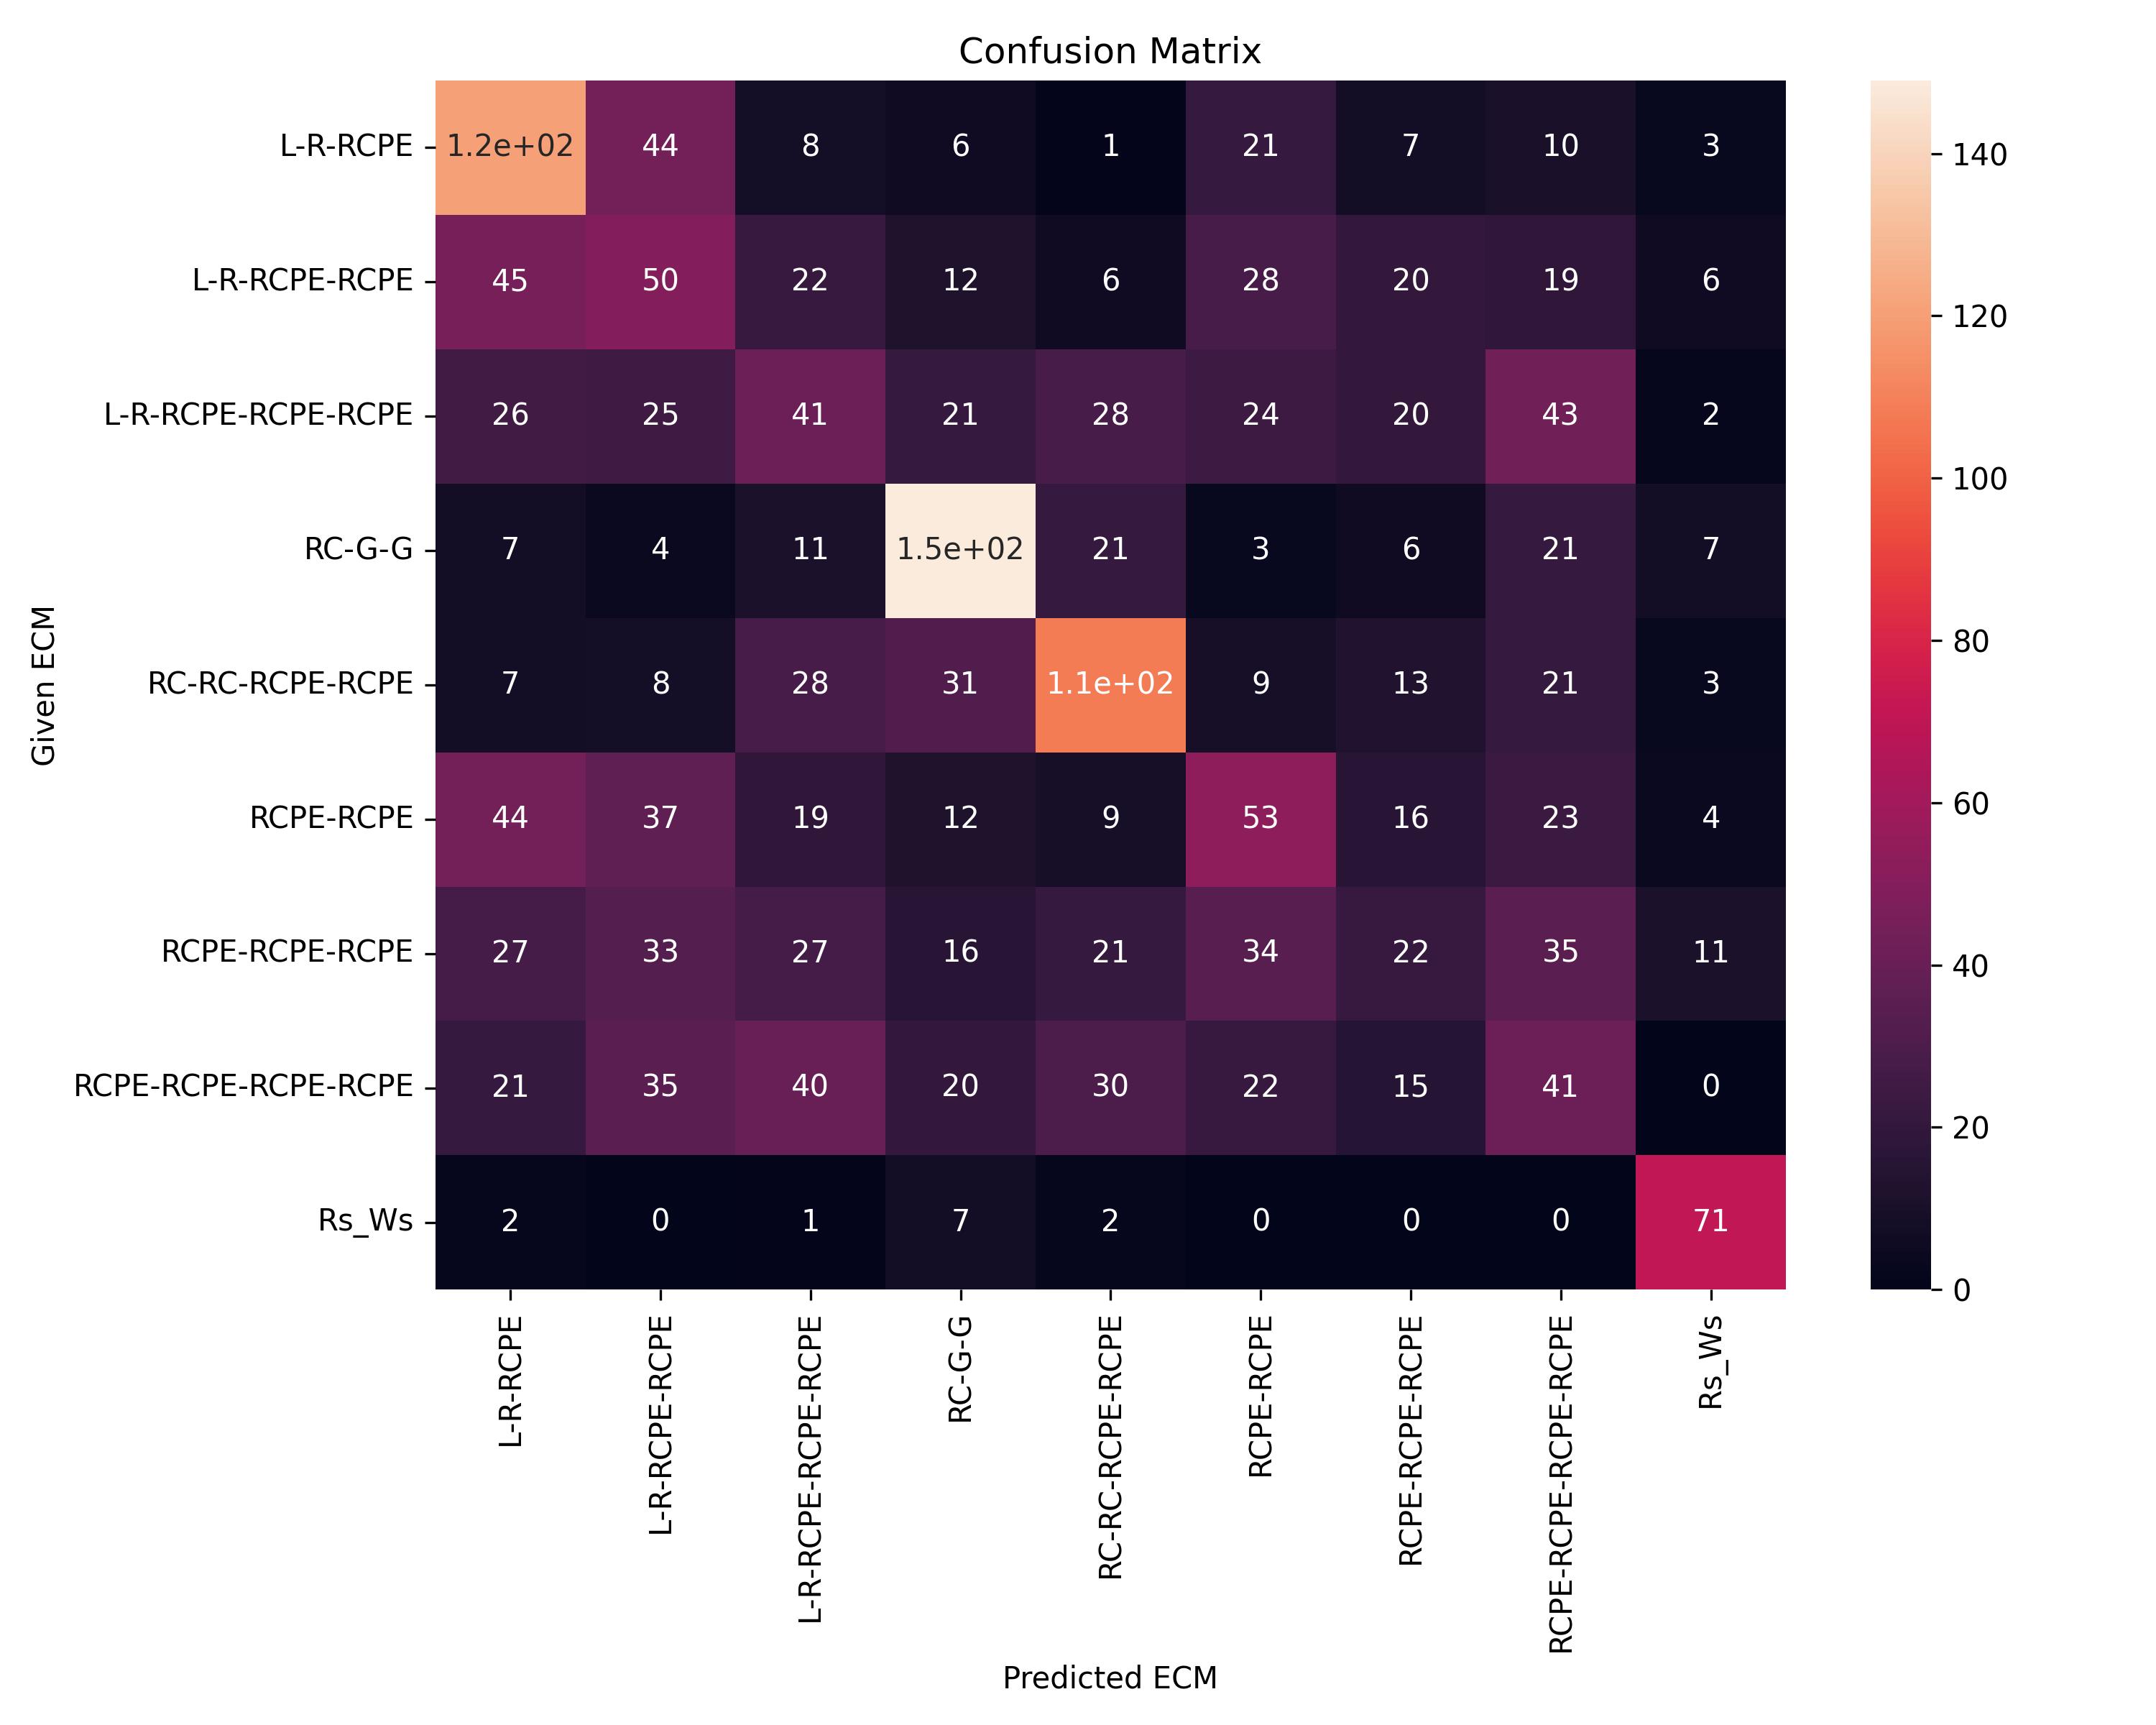 Confusion Matrix
L-R-RCPE 1.2e+02 44 8 6 1 21 7 10 3
L-R-RCPE-RCPE 45 50 22 12 6 28 20 19 6
L-R-RCPE-RCPE-RCPE 26 25 41 21 28 24 20 43 2
RC-G-G 7 4 11 1.5e+02 21 3 6 21 7
RC-RC-RCPE-RCPE 7 8 28 31 1.1e+02 9 13 21 3
RCPE-RCPE 44 37 19 12 9 53 16 23 4
RCPE-RCPE-RCPE 27 33 27 16 21 34 22 35 11
RCPE-RCPE-RCPE-RCPE 21 35 40 20 30 22 15 41 0
Rs_Ws 2 0 1 7 2 0 0 0 71
Given ECM
L-R-RCPE
L-R-RCPE-RCPE
L-R-RCPE-RCPE-RCPE
RC-G-G
RC-RC-RCPE-RCPE
RCPE-RCPE
RCPE-RCPE-RCPE
RCPE-RCPE-RCPE-RCPE
Rs_Ws
Predicted ECM
140
120
100
80
60
40
20
0